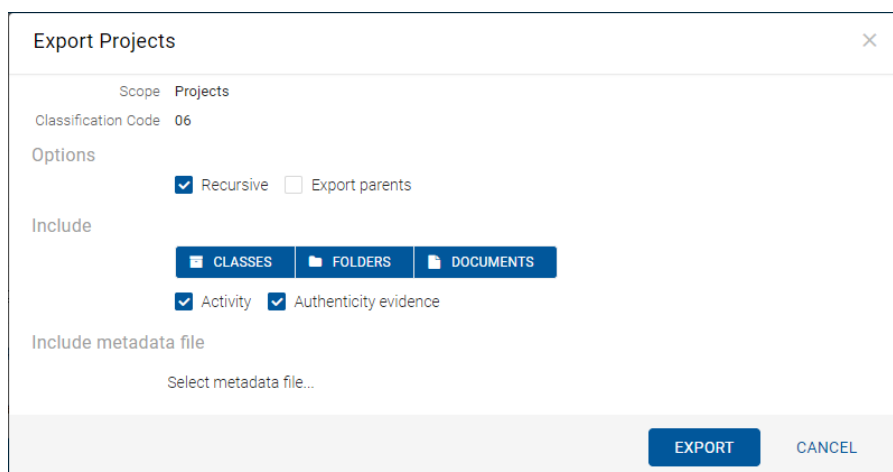 Export Projects
Scope Projects
Classification Code 06
Options
Recursive Export parents
Include
CLASSES FOLDERS DOCUMENTS
Activity Authenticity evidence
Include metadata file
Select metadata file...
EXPORT CANCEL